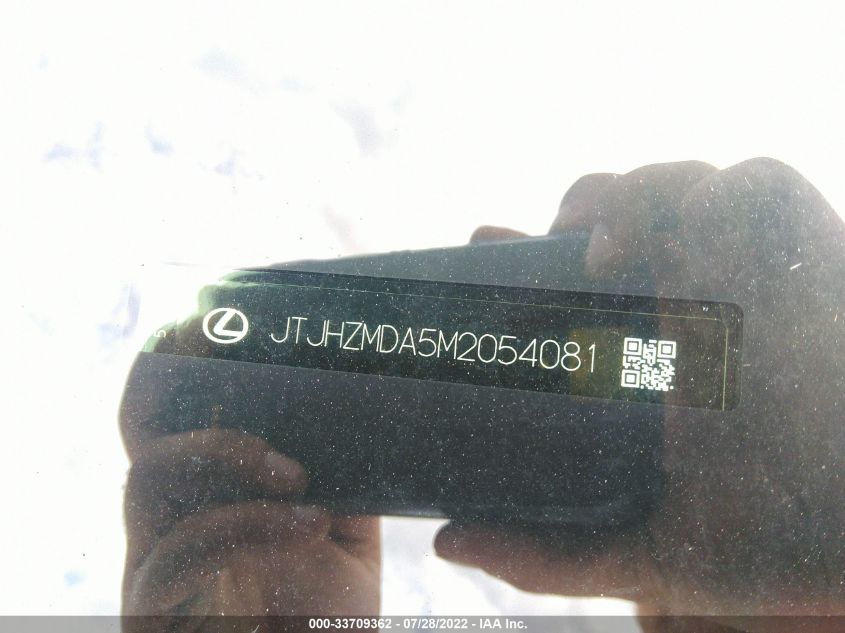 JTJHZMDA5M2054081
000-33709362 - 07/28/2022 - IAA Inc.